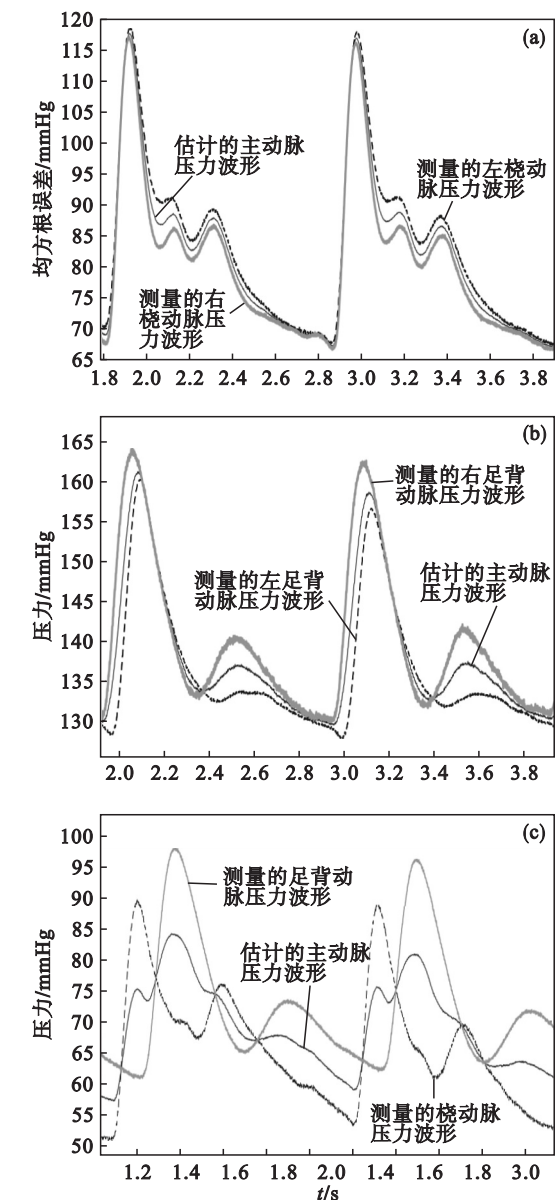 120
(a)
115
110
105
100
95
90
85
80
75
70
65
均方根误差/mmHg
估计的主动脉
压力波形
测量的左桡动
脉压力波形
测量的右
桡动脉压
力波形
1.8 2.0 2.2 2.4 2.6 2.8 3.0 3.2 3.4 3.6 3.8
(b)
165
160
155
150
145
140
135
130
压力/mmHg
测量的右足背
动脉压力波形
测量的左足背
动脉压力波形
估计的主动脉
压力波形
2.0 2.2 2.4 2.6 2.8 3.0 3.2 3.4 3.6 3.8
(c)
100
95
90
85
80
75
70
65
60
55
50
压力/mmHg
测量的足背动
脉压力波形
估计的主动脉
压力波形
测量的桡动脉
压力波形
1.2 1.4 1.6 1.2 2.0 1.4 1.6 1.2 3.0
t/s